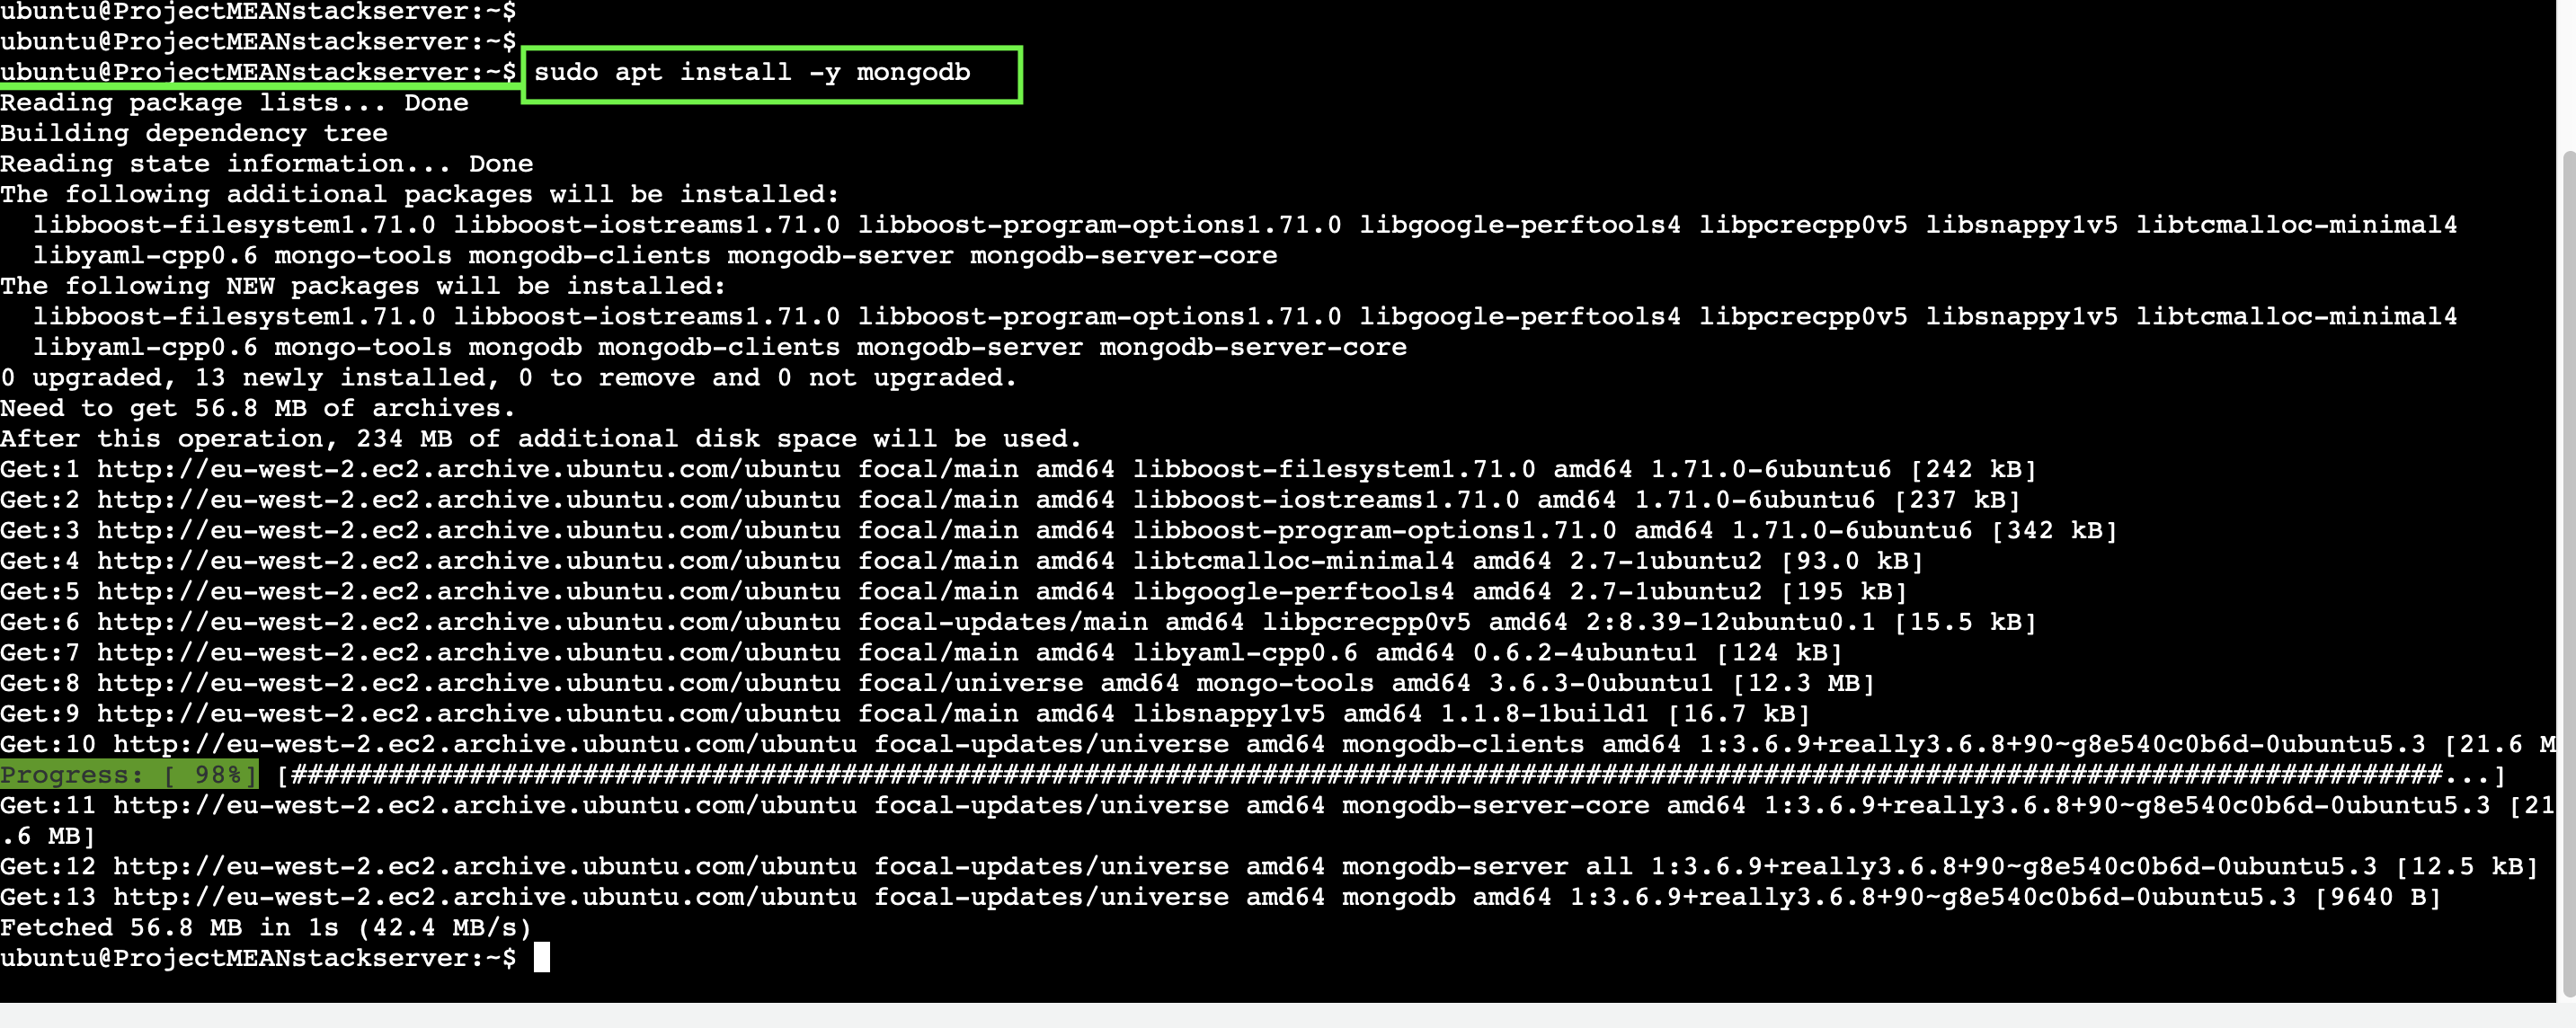 ubuntu@ProjectMEANstackserver:~$
ubuntu@ProjectMEANstackserver:~$
ubuntu@ProjectMEANstackserver:~$ sudo apt install -y mongodb
Reading package lists... Done
Building dependency tree
Reading state information... Done
The following additional packages will be installed:
  libboost-filesystem1.71.0 libboost-iostreams1.71.0 libboost-program-options1.71.0 libgoogle-perftools4 libpcrecpp0v5 libsnappy1v5 libtcmalloc-minimal4
  libyaml-cpp0.6 mongo-tools mongodb-clients mongodb-server mongodb-server-core
The following NEW packages will be installed:
  libboost-filesystem1.71.0 libboost-iostreams1.71.0 libboost-program-options1.71.0 libgoogle-perftools4 libpcrecpp0v5 libsnappy1v5 libtcmalloc-minimal4
  libyaml-cpp0.6 mongo-tools mongodb mongodb-clients mongodb-server mongodb-server-core
0 upgraded, 13 newly installed, 0 to remove and 0 not upgraded.
Need to get 56.8 MB of archives.
After this operation, 234 MB of additional disk space will be used.
Get:1 http://eu-west-2.ec2.archive.ubuntu.com/ubuntu focal/main amd64 libboost-filesystem1.71.0 amd64 1.71.0-6ubuntu6 [242 kB]
Get:2 http://eu-west-2.ec2.archive.ubuntu.com/ubuntu focal/main amd64 libboost-iostreams1.71.0 amd64 1.71.0-6ubuntu6 [237 kB]
Get:3 http://eu-west-2.ec2.archive.ubuntu.com/ubuntu focal/main amd64 libboost-program-options1.71.0 amd64 1.71.0-6ubuntu6 [342 kB]
Get:4 http://eu-west-2.ec2.archive.ubuntu.com/ubuntu focal/main amd64 libtcmalloc-minimal4 amd64 2.7-1ubuntu2 [93.0 kB]
Get:5 http://eu-west-2.ec2.archive.ubuntu.com/ubuntu focal/main amd64 libgoogle-perftools4 amd64 2.7-1ubuntu2 [195 kB]
Get:6 http://eu-west-2.ec2.archive.ubuntu.com/ubuntu focal-updates/main amd64 libpcrecpp0v5 amd64 2:8.39-12ubuntu0.1 [15.5 kB]
Get:7 http://eu-west-2.ec2.archive.ubuntu.com/ubuntu focal/main amd64 libyaml-cpp0.6 amd64 0.6.2-4ubuntu1 [124 kB]
Get:8 http://eu-west-2.ec2.archive.ubuntu.com/ubuntu focal/universe amd64 mongo-tools amd64 3.6.3-0ubuntu1 [12.3 MB]
Get:9 http://eu-west-2.ec2.archive.ubuntu.com/ubuntu focal/main amd64 libsnappy1v5 amd64 1.1.8-1build1 [16.7 kB]
Get:10 http://eu-west-2.ec2.archive.ubuntu.com/ubuntu focal-updates/universe amd64 mongodb-clients amd64 1:3.6.9+really3.6.8+90~g8e540c0b6d-0ubuntu5.3 [21.6 M
Progress: [ 98%] [#####################################################################################################################################...]
Get:11 http://eu-west-2.ec2.archive.ubuntu.com/ubuntu focal-updates/universe amd64 mongodb-server-core amd64 1:3.6.9+really3.6.8+90~g8e540c0b6d-0ubuntu5.3 [21
.6 MB]
Get:12 http://eu-west-2.ec2.archive.ubuntu.com/ubuntu focal-updates/universe amd64 mongodb-server all 1:3.6.9+really3.6.8+90~g8e540c0b6d-0ubuntu5.3 [12.5 kB]
Get:13 http://eu-west-2.ec2.archive.ubuntu.com/ubuntu focal-updates/universe amd64 mongodb amd64 1:3.6.9+really3.6.8+90~g8e540c0b6d-0ubuntu5.3 [9640 B]
Fetched 56.8 MB in 1s (42.4 MB/s)
ubuntu@ProjectMEANstackserver:~$